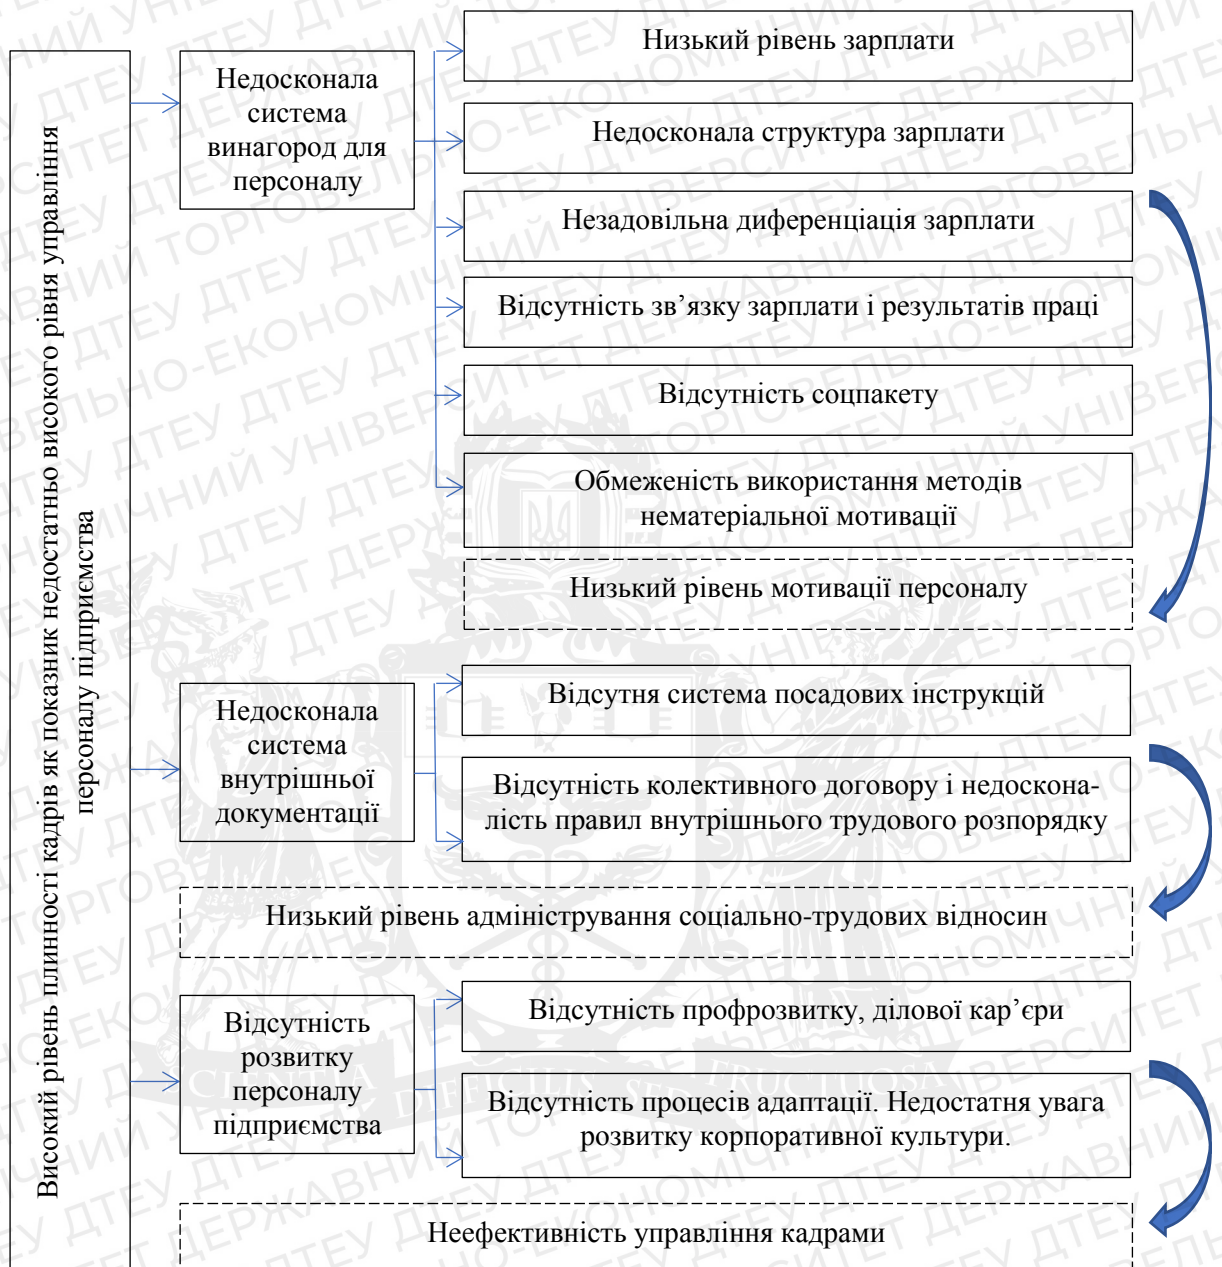 Високий рівень плинності кадрів як показник недостатньо високого рівня управління
персоналу підприємства
Недосконала
система
винагород для
персоналу
Низький рівень зарплати
Недосконала структура зарплати
Незадовільна диференціація зарплати
Відсутність зв’язку зарплати і результатів праці
Відсутність соцпакету
Обмеженість використання методів
нематеріальної мотивації
Низький рівень мотивації персоналу
Недосконала
система
внутрішньої
документації
Відсутня система посадових інструкцій
Відсутність колективного договору і недоскона-
лість правил внутрішнього трудового розпорядку
Низький рівень адміністрування соціально-трудових відносин
Відсутність
розвитку
персоналу
підприємства
Відсутність профрозвитку, ділової кар’єри
Відсутність процесів адаптації. Недостатня увага
розвитку корпоративної культури.
Неефективність управління кадрами